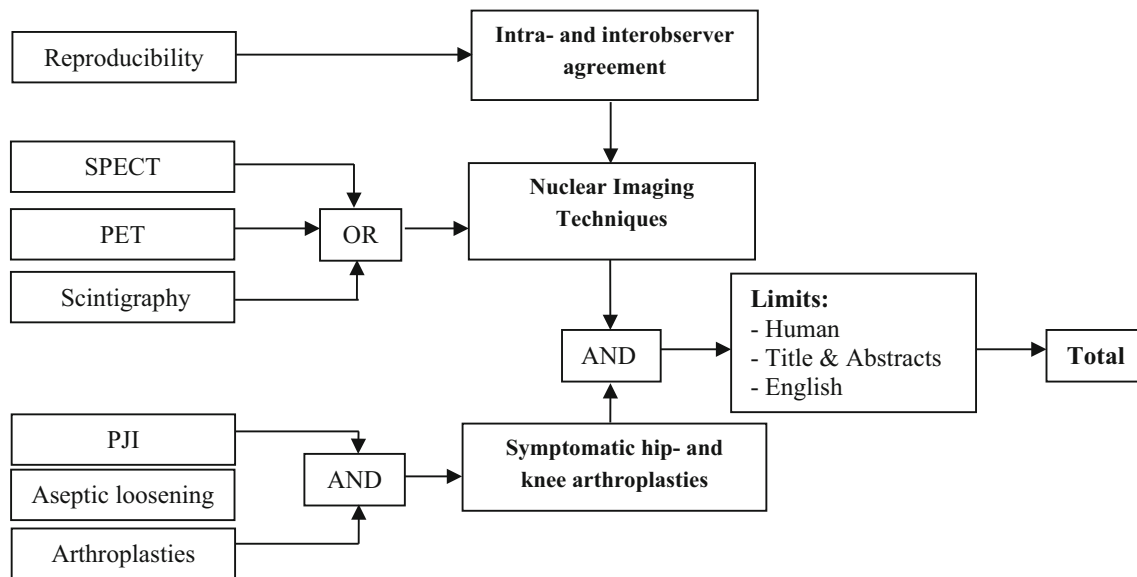 Reproducibility
Intra- and interobserver
agreement
SPECT
PET
Scintigraphy
OR
Nuclear Imaging
Techniques
AND
Limits:
- Human
- Title & Abstracts
- English
Total
PJI
Aseptic loosening
Arthroplasties
AND
Symptomatic hip- and
knee arthroplasties